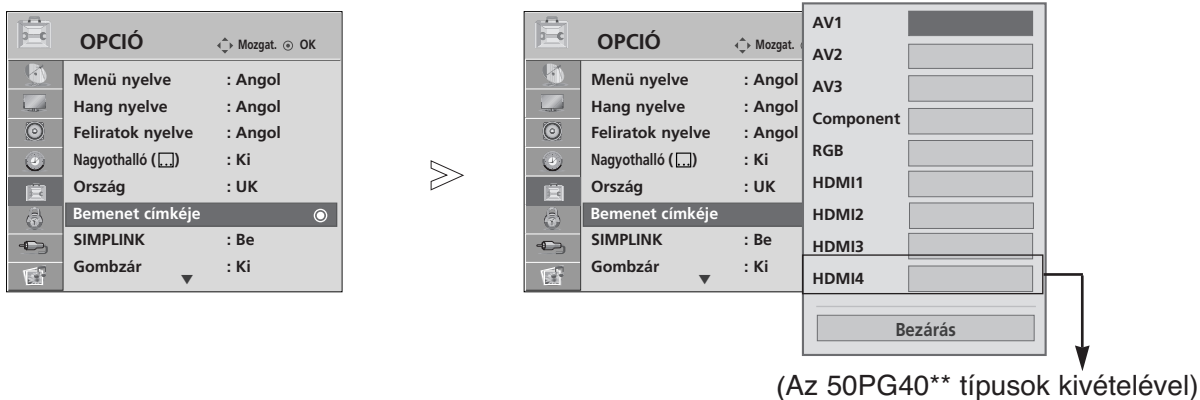 OPCIÓ
Mozgat. OK
Menü nyelve : Angol
Hang nyelve : Angol
Feliratok nyelve : Angol
Nagyothalló ( ) : Ki
Ország : UK
Bemenet címkéje
SIMPLINK : Be
Gombzár : Ki
OPCIÓ
Mozgat.
Menü nyelve : Angol
Hang nyelve : Angol
Feliratok nyelve : Angol
Nagyothalló ( ) : Ki
Ország : UK
Bemenet címkéje
SIMPLINK : Be
Gombzár : Ki
AV1
AV2
AV3
Component
RGB
HDMI1
HDMI2
HDMI3
HDMI4
Bezárás
(Az 50PG40** típusok kivételével)